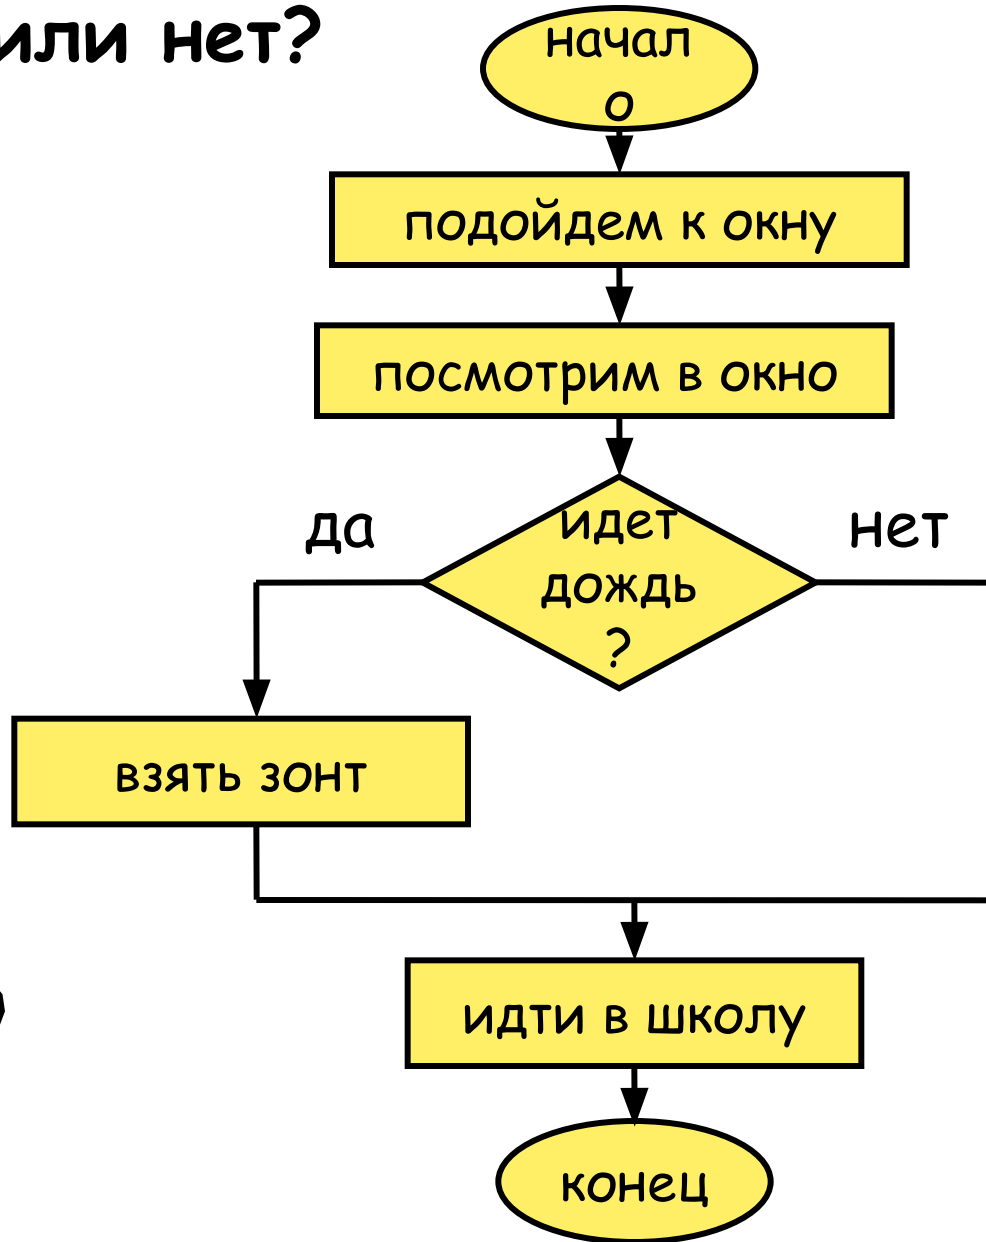 или нет?
начал
о
подойдем к окну
посмотрим в окно
идет
дождь
?
да
нет
взять зонт
идти в школу
конец